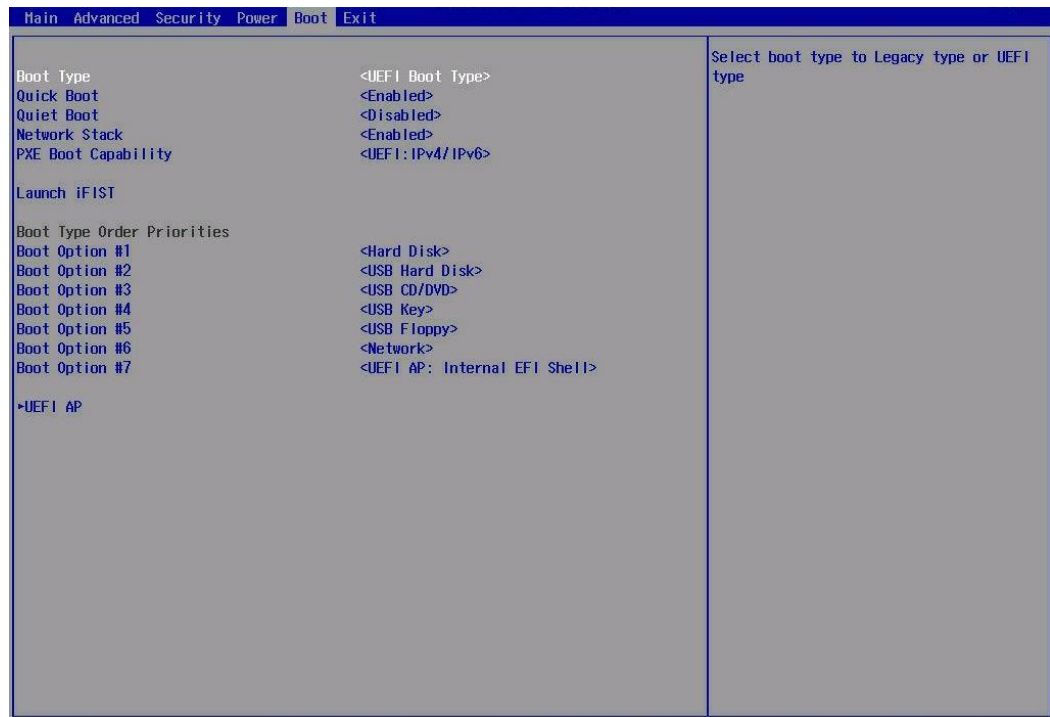 Main Advanced Security Power Boot Exit
Boot Type <UEFI Boot Type>
Quick Boot <Enabled>
Quiet Boot <Disabled>
Network Stack <Enabled>
PXE Boot Capability <UEFI:IPv4/IPv6>
Launch iFIST
Boot Type Order Priorities
Boot Option #1 <Hard Disk>
Boot Option #2 <USB Hard Disk>
Boot Option #3 <USB CD/DVD>
Boot Option #4 <USB Key>
Boot Option #5 <USB Floppy>
Boot Option #6 <Network>
Boot Option #7 <UEFI AP: Internal EFI Shell>
►UEFI AP
Select boot type to Legacy type or UEFI
type